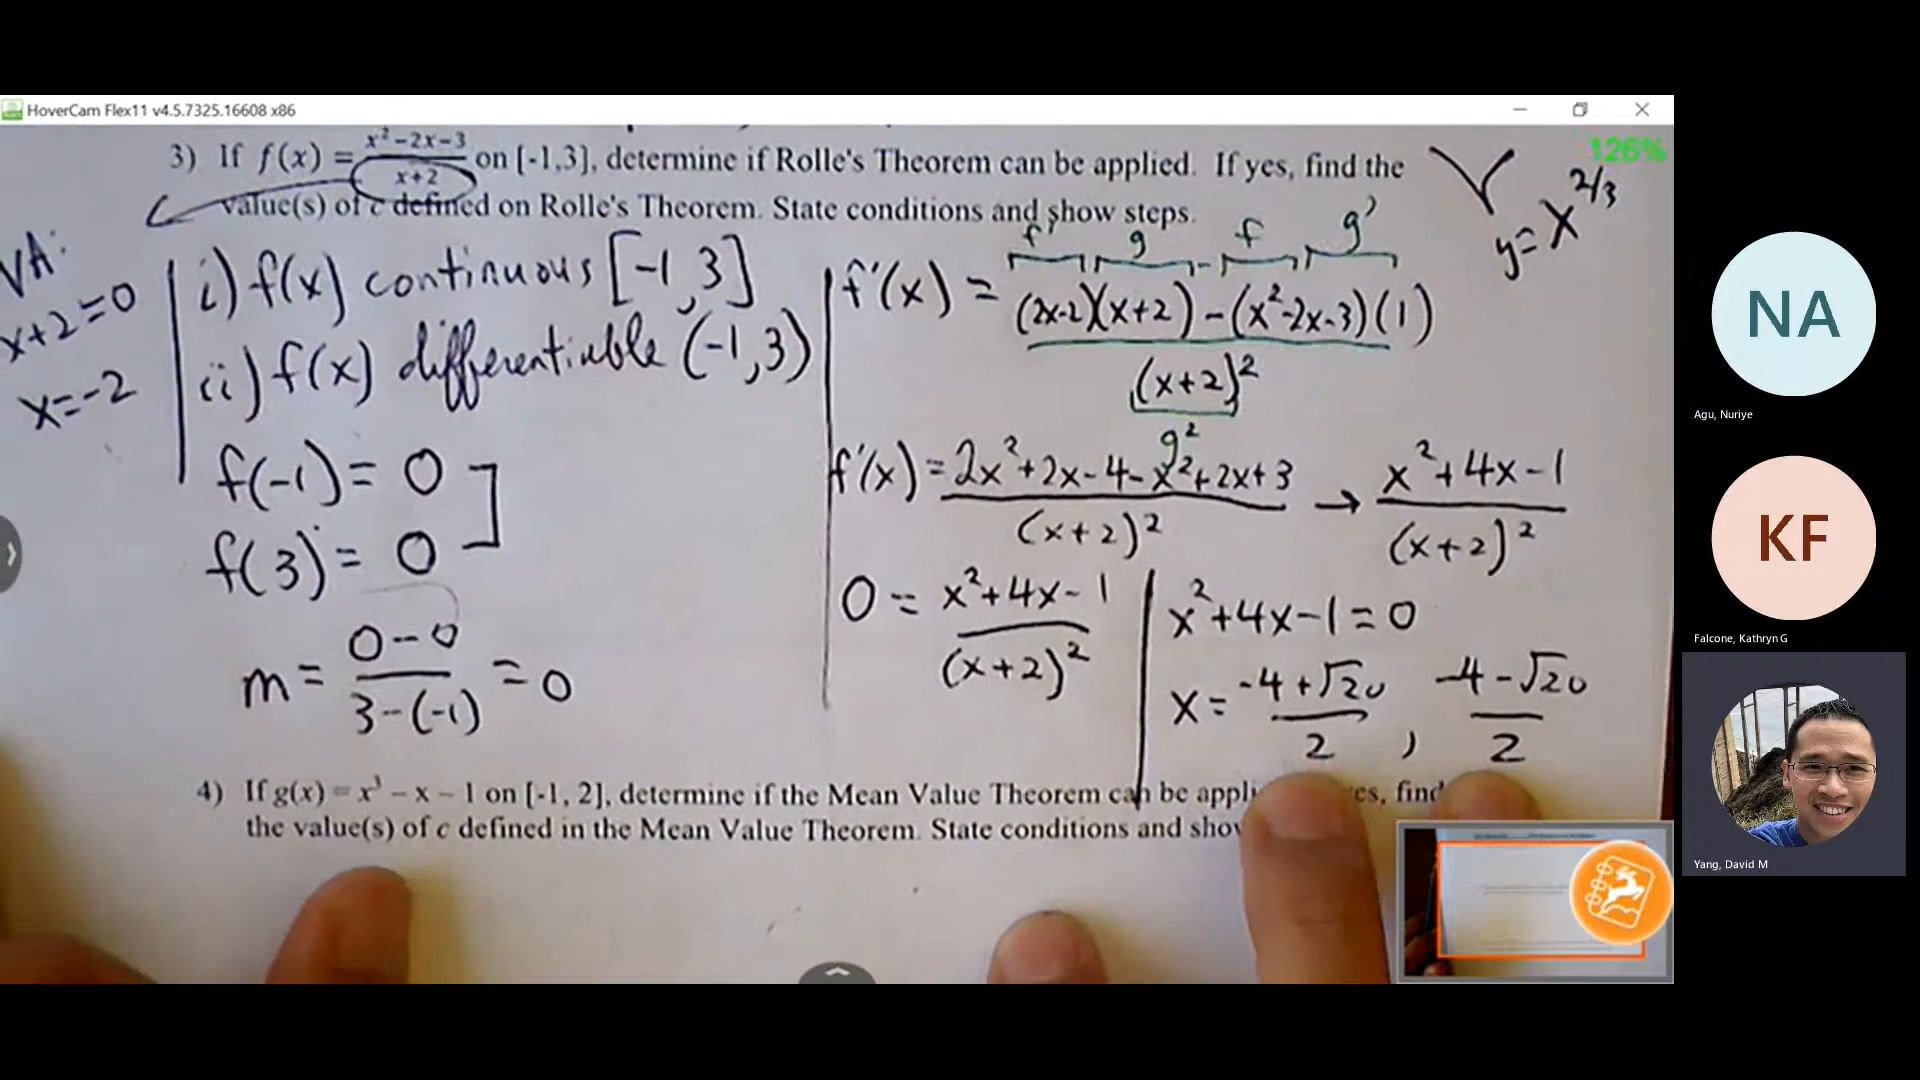 HoverCam Flex11 v4.5.7325.16608 x86
126%
3) If f(x) = x²-2x-3 / x+2 on [-1,3], determine if Rolle's Theorem can be applied. If yes, find the
value(s) of c defined on Rolle's Theorem. State conditions and show steps.
y = x^2/3
VA:
x+2=0
x=-2
i) f(x) continuous [-1,3]
ii) f(x) differentiable (-1,3)
f(-1) = 0
f(3) = 0
m = 0-0 / 3-(-1) = 0
f' g - f g'
f'(x) = (2x-2)(x+2) - (x²-2x-3)(1) / (x+2)²
g²
f'(x) = 2x²+2x-4-x²+2x+3 / (x+2)² → x²+4x-1 / (x+2)²
0 = x²+4x-1 / (x+2)²
x²+4x-1=0
x = -4+√20 / 2 , -4-√20 / 2
4) If g(x) = x³ - x - 1 on [-1, 2], determine if the Mean Value Theorem can be appli es, find
the value(s) of c defined in the Mean Value Theorem. State conditions and shov
NA
Agu, Nuriye
KF
Falcone, Kathryn G
Yang, David M